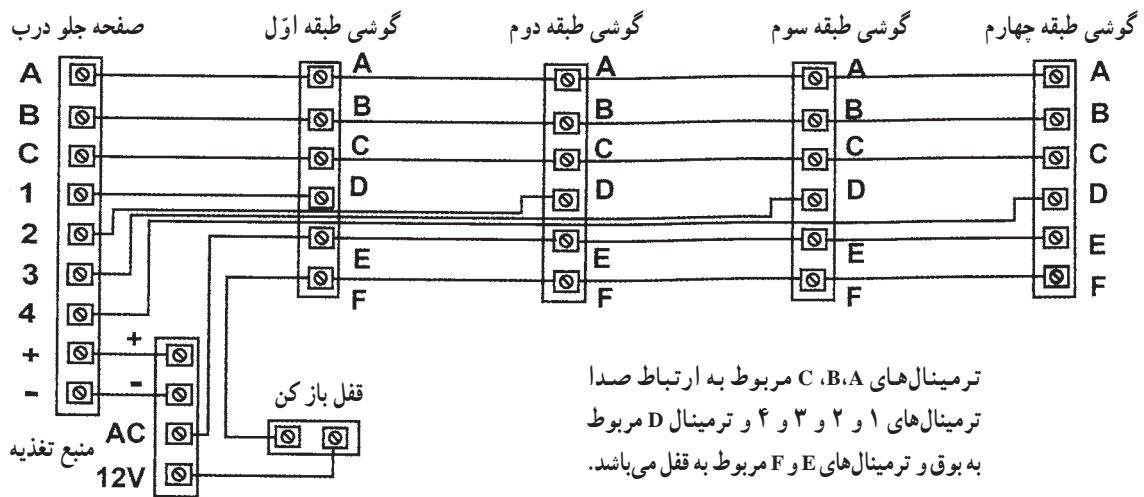 صفحه جلو درب گوشی طبقه اوّل گوشی طبقه دوم گوشی طبقه سوم گوشی طبقه چهارم
A A A A A
B B B B B
C C C C C
1 D D D D
2
E E E E
3
F F F F
4
+ +
- -
قفل باز کن
AC
منبع تغذیه
12V
ترمینال‌های A،B، C مربوط به ارتباط صدا
ترمینال‌های ۱ و ۲ و ۳ و ۴ و ترمینال D مربوط
به بوق و ترمینال‌های E و F مربوط به قفل می‌باشد.